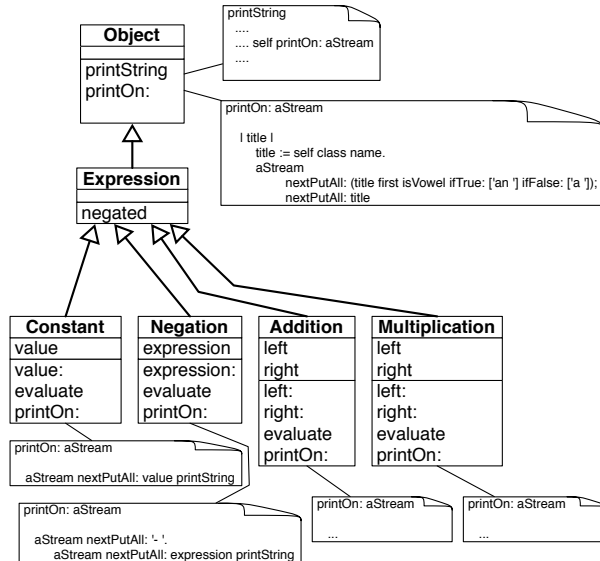 Object
printString
printOn:
printString
....
.... self printOn: aStream
....
printOn: aStream
| title |
title := self class name.
aStream
nextPutAll: (title first isVowel ifTrue: ['an '] ifFalse: ['a ']);
nextPutAll: title
Expression
negated
Constant
value
value:
evaluate
printOn:
Negation
expression
expression:
evaluate
printOn:
Addition
left
right
left:
right:
evaluate
printOn:
Multiplication
left
right
left:
right:
evaluate
printOn:
printOn: aStream
aStream nextPutAll: value printString
printOn: aStream
aStream nextPutAll: '- '.
aStream nextPutAll: expression printString
printOn: aStream
...
printOn: aStream
...